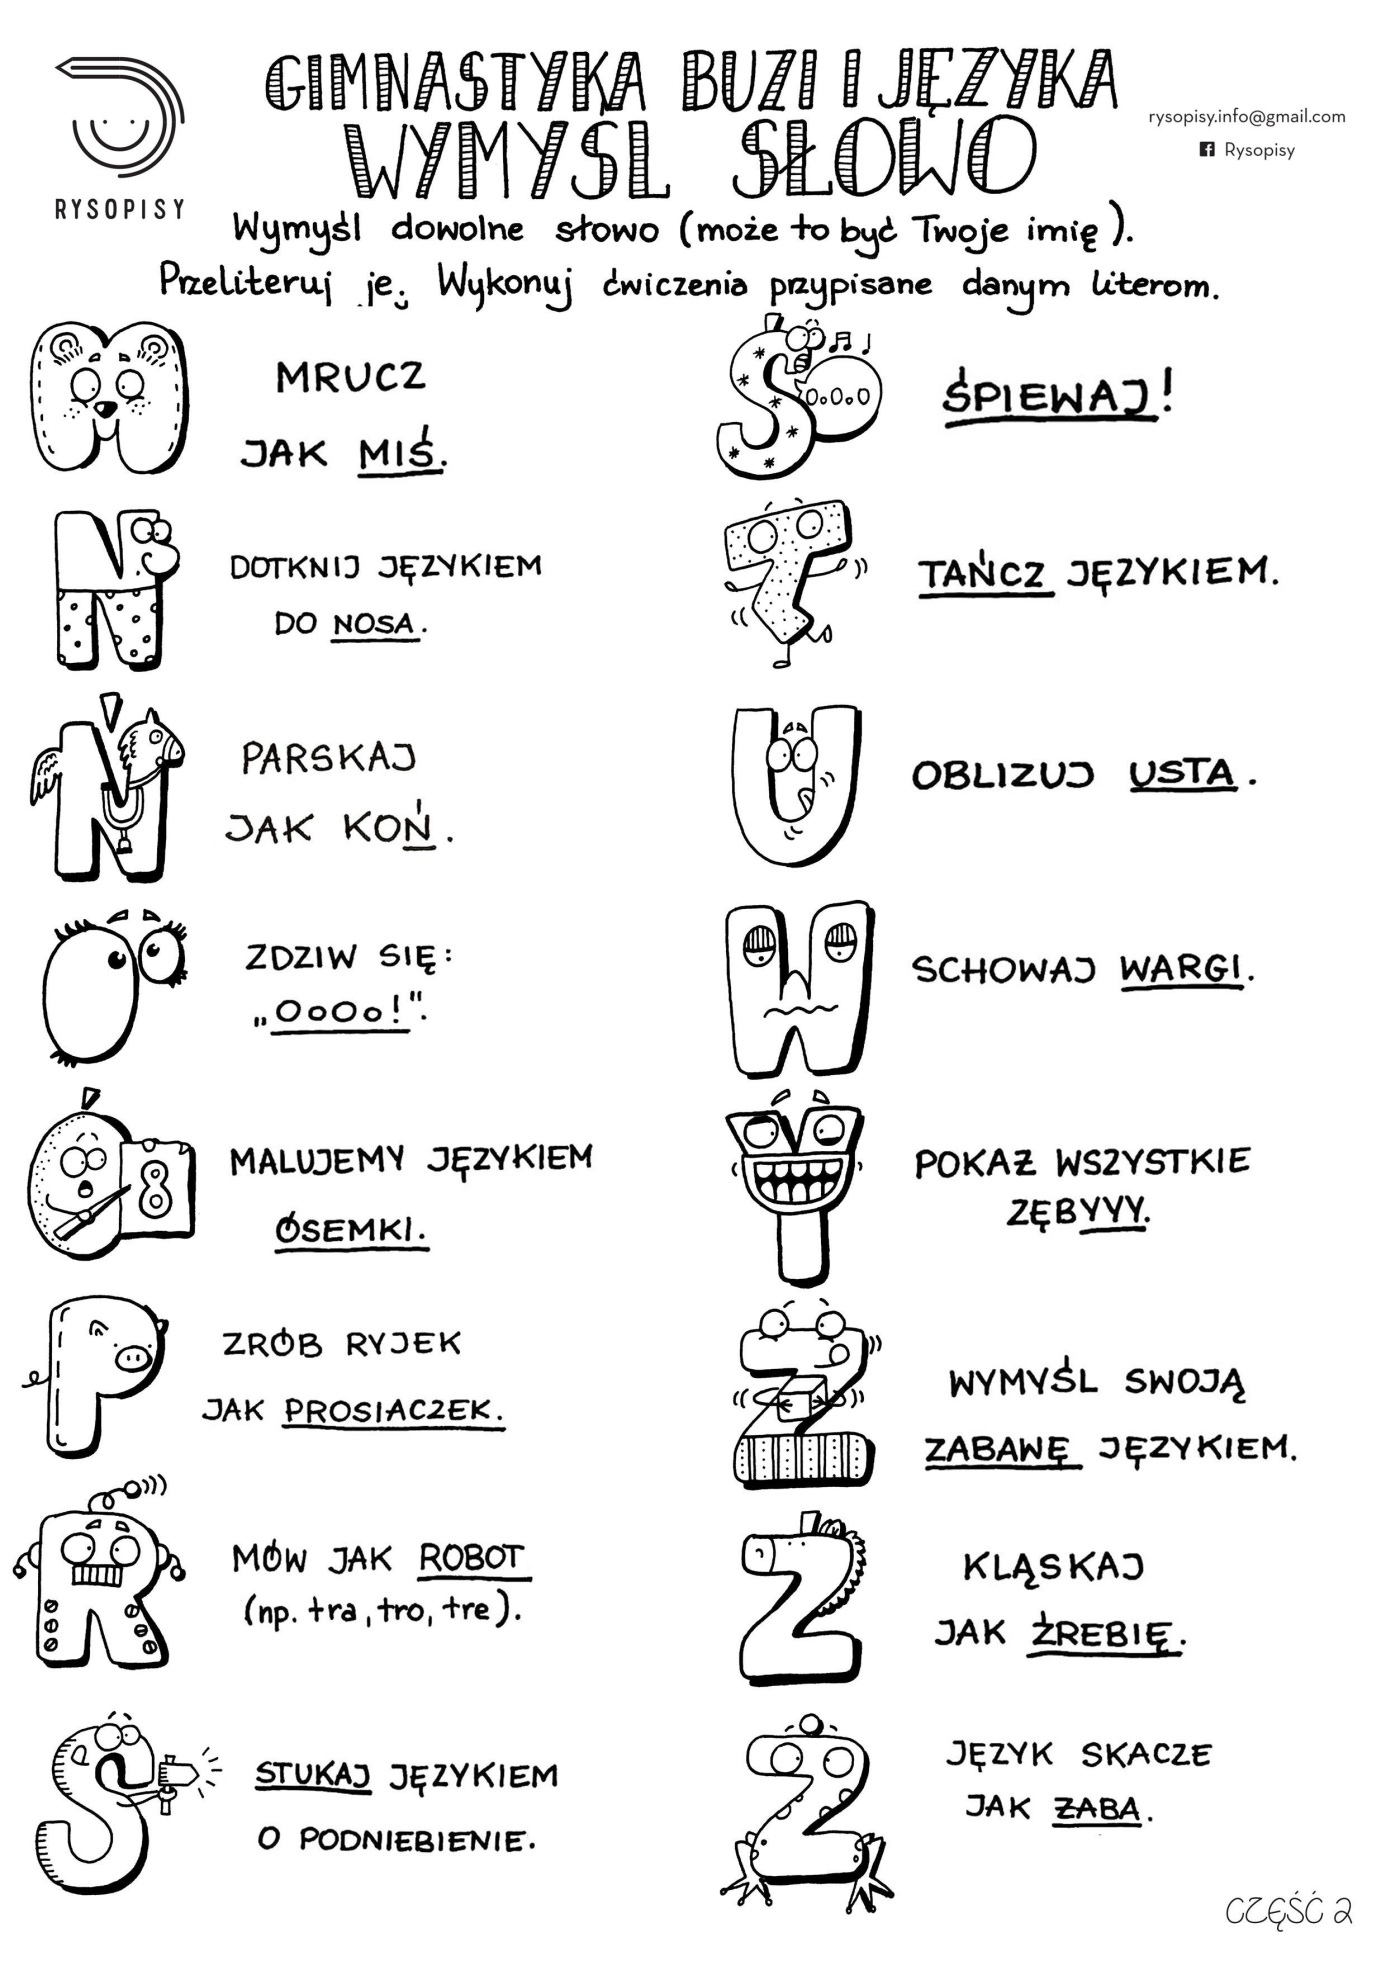 GIMNASTYKA BUZI I JĘZYKA
WYMYŚL SŁOWO
rysopisy.info@gmail.com
Rysopisy
RYSOPISY
Wymyśl dowolne słowo (może to być Twoje imię).
Przeliteruj je. Wykonuj ćwiczenia przypisane danym literom.
M
MRUCZ
JAK MIŚ.
N
DOTKNIJ JĘZYKIEM
DO NOSA.
Ń
PARSKAJ
JAK KOŃ.
O
ZDZIW SIĘ:
„OoOo!".
Ó
8
MALUJEMY JĘZYKIEM
ÓSEMKI.
P
ZRÓB RYJEK
JAK PROSIACZEK.
R
MÓW JAK ROBOT
(np. tra, tro, tre).
S
STUKAJ JĘZYKIEM
O PODNIEBIENIE.
Ś
O.o.O.o
ŚPIEWAJ!
T
TAŃCZ JĘZYKIEM.
U
OBLIZUJ USTA.
W
SCHOWAJ WARGI.
Y
POKAŻ WSZYSTKIE
ZĘBYYY.
Z
WYMYŚL SWOJĄ
ZABAWĘ JĘZYKIEM.
Ź
KLĄSKAJ
JAK ŹREBIĘ.
Ż
JĘZYK SKACZE
JAK ŻABA.
CZĘŚĆ 2